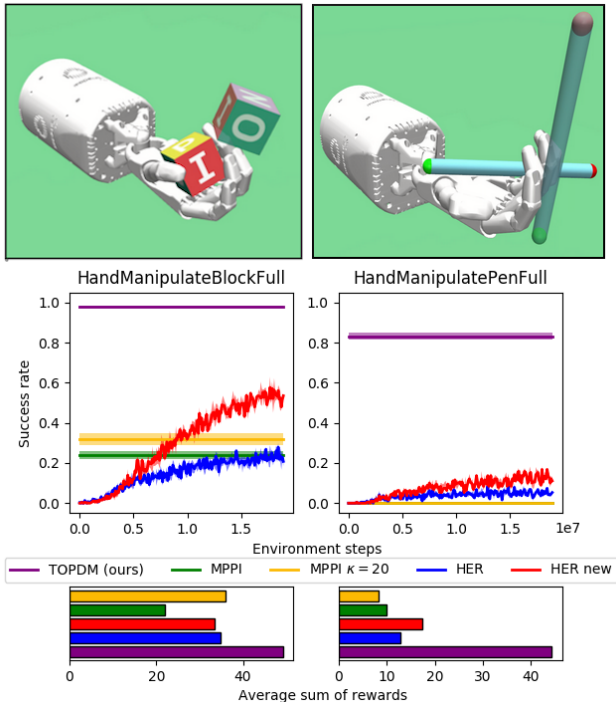 I
O
HandManipulateBlockFull HandManipulatePenFull
1.0 1.0
0.8 0.8
0.6 0.6
0.4 0.4
0.2 0.2
0.0 0.0
Success rate
0.0 0.5 1.0 1.5 0.0 0.5 1.0 1.5
1e7
Environment steps
TOPDM (ours) MPPI MPPI κ = 20 HER HER new
0 20 40 0 10 20 30 40
Average sum of rewards